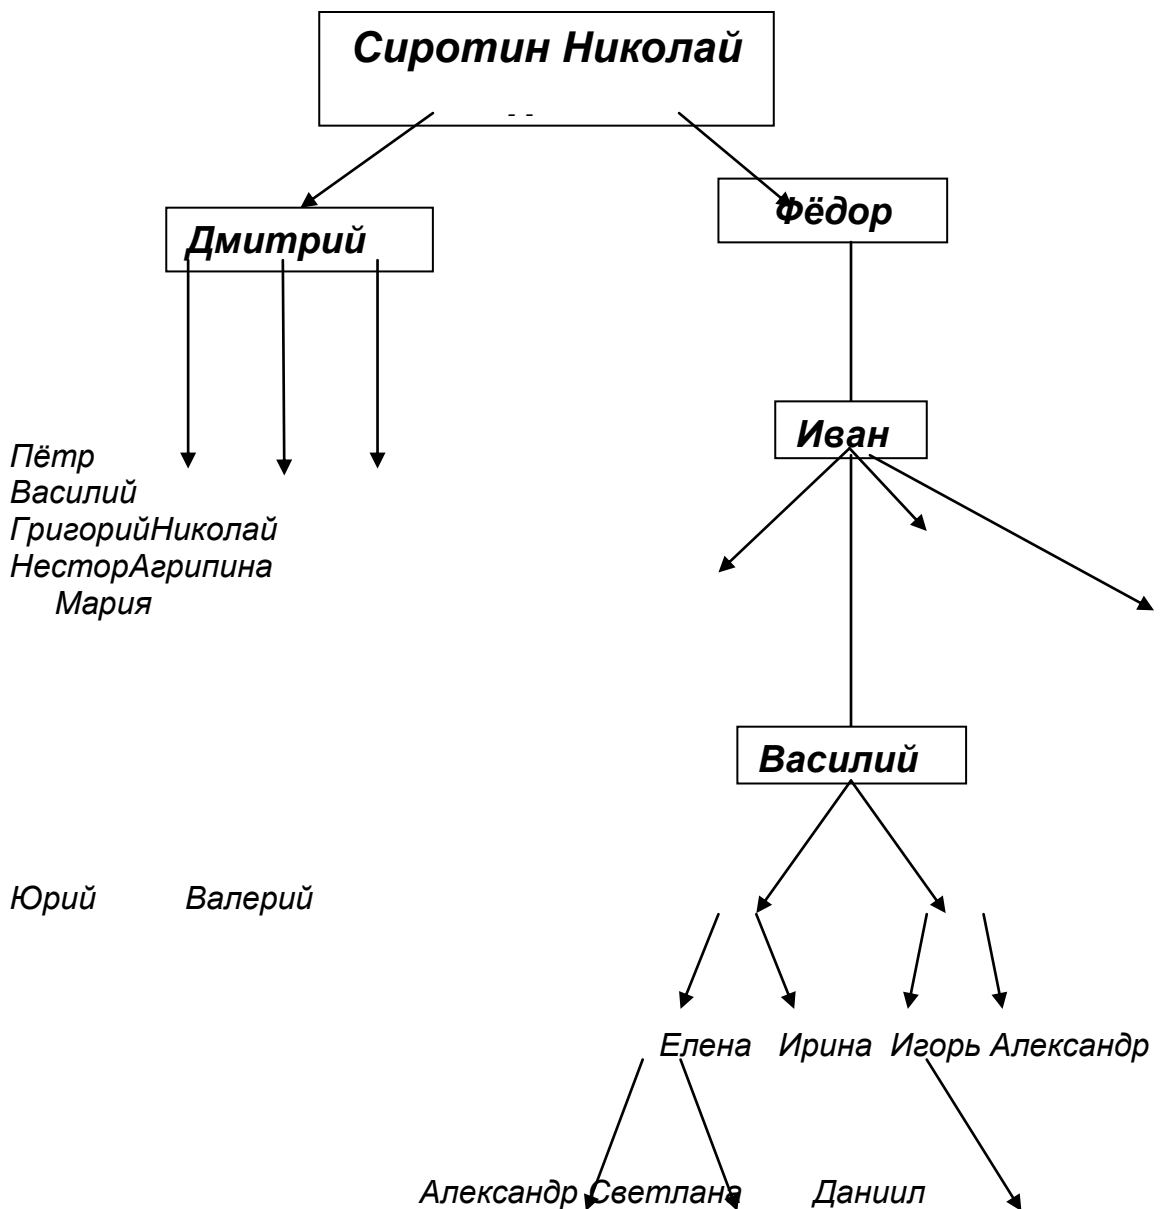 Сиротин Николай
Дмитрий
Фёдор
Иван
Пётр
Василий
ГригорийНиколай
НесторАгрипина
Мария
Василий
Юрий Валерий
Елена Ирина Игорь Александр
Александр Светлана Даниил